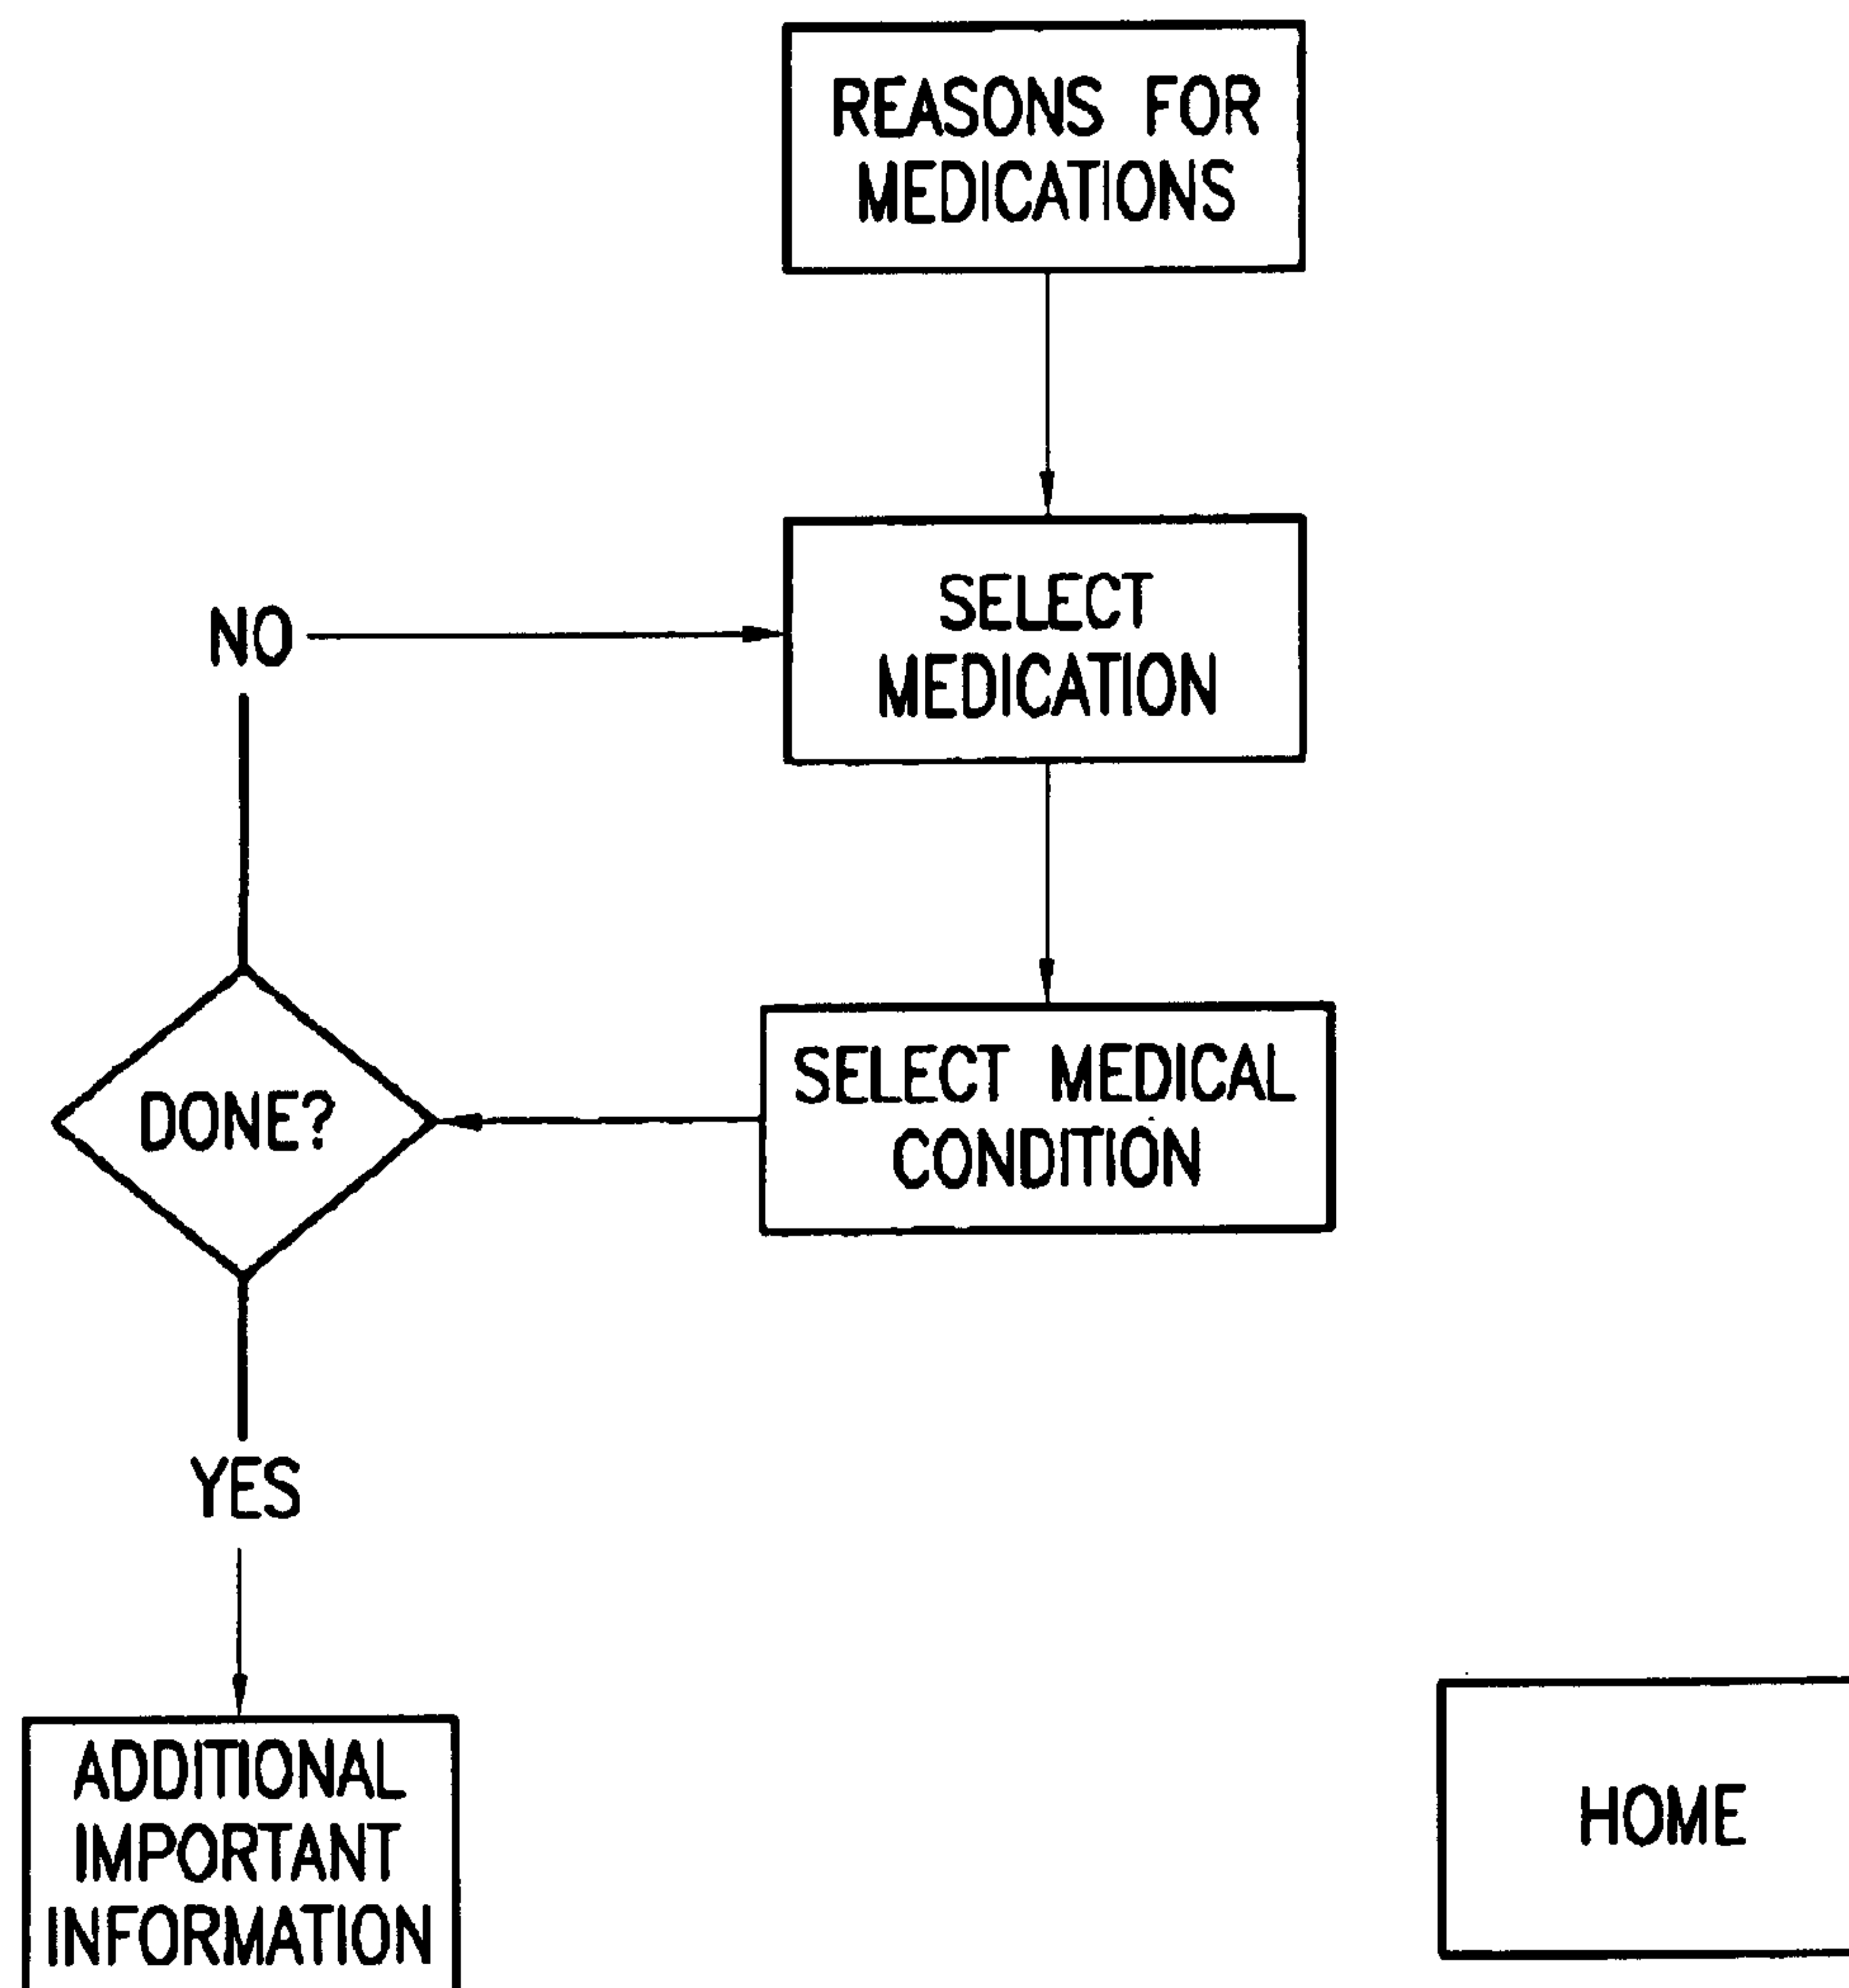 REASONS FOR
MEDICATIONS
SELECT
MEDICATION
NO
SELECT MEDICAL
CONDITION
DONE?
YES
ADDITIONAL
IMPORTANT
INFORMATION
HOME